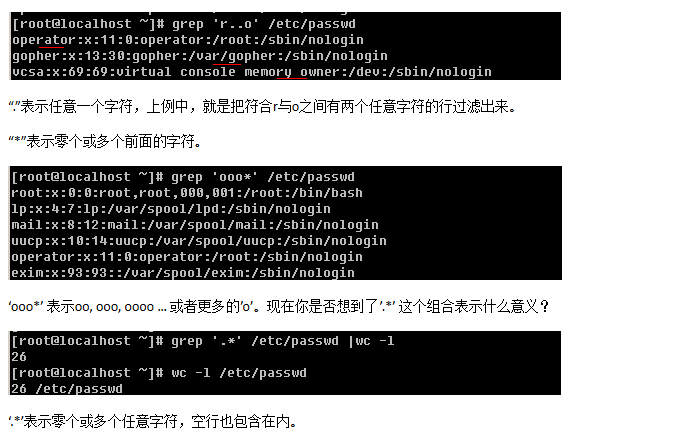 [root@localhost ~]# grep 'r..o' /etc/passwd
operator:x:11:0:operator:/root:/sbin/nologin
gopher:x:13:30:gopher:/var/gopher:/sbin/nologin
vcsa:x:69:69:virtual console memory owner:/dev:/sbin/nologin
“.”表示任意一个字符，上例中，就是把符合r与o之间有两个任意字符的行过滤出来。
“*”表示零个或多个前面的字符。
[root@localhost ~]# grep 'ooo*' /etc/passwd
root:x:0:0:root,root,000,001:/root:/bin/bash
lp:x:4:7:lp:/var/spool/lpd:/sbin/nologin
mail:x:8:12:mail:/var/spool/mail:/sbin/nologin
uucp:x:10:14:uucp:/var/spool/uucp:/sbin/nologin
operator:x:11:0:operator:/root:/sbin/nologin
exim:x:93:93::/var/spool/exim:/sbin/nologin
‘ooo*’ 表示oo, ooo, oooo ... 或者更多的‘o’。现在你是否想到了’.*’ 这个组合表示什么意义？
[root@localhost ~]# grep '.*' /etc/passwd |wc -l
26
[root@localhost ~]# wc -l /etc/passwd
26 /etc/passwd
‘.*’表示零个或多个任意字符，空行也包含在内。